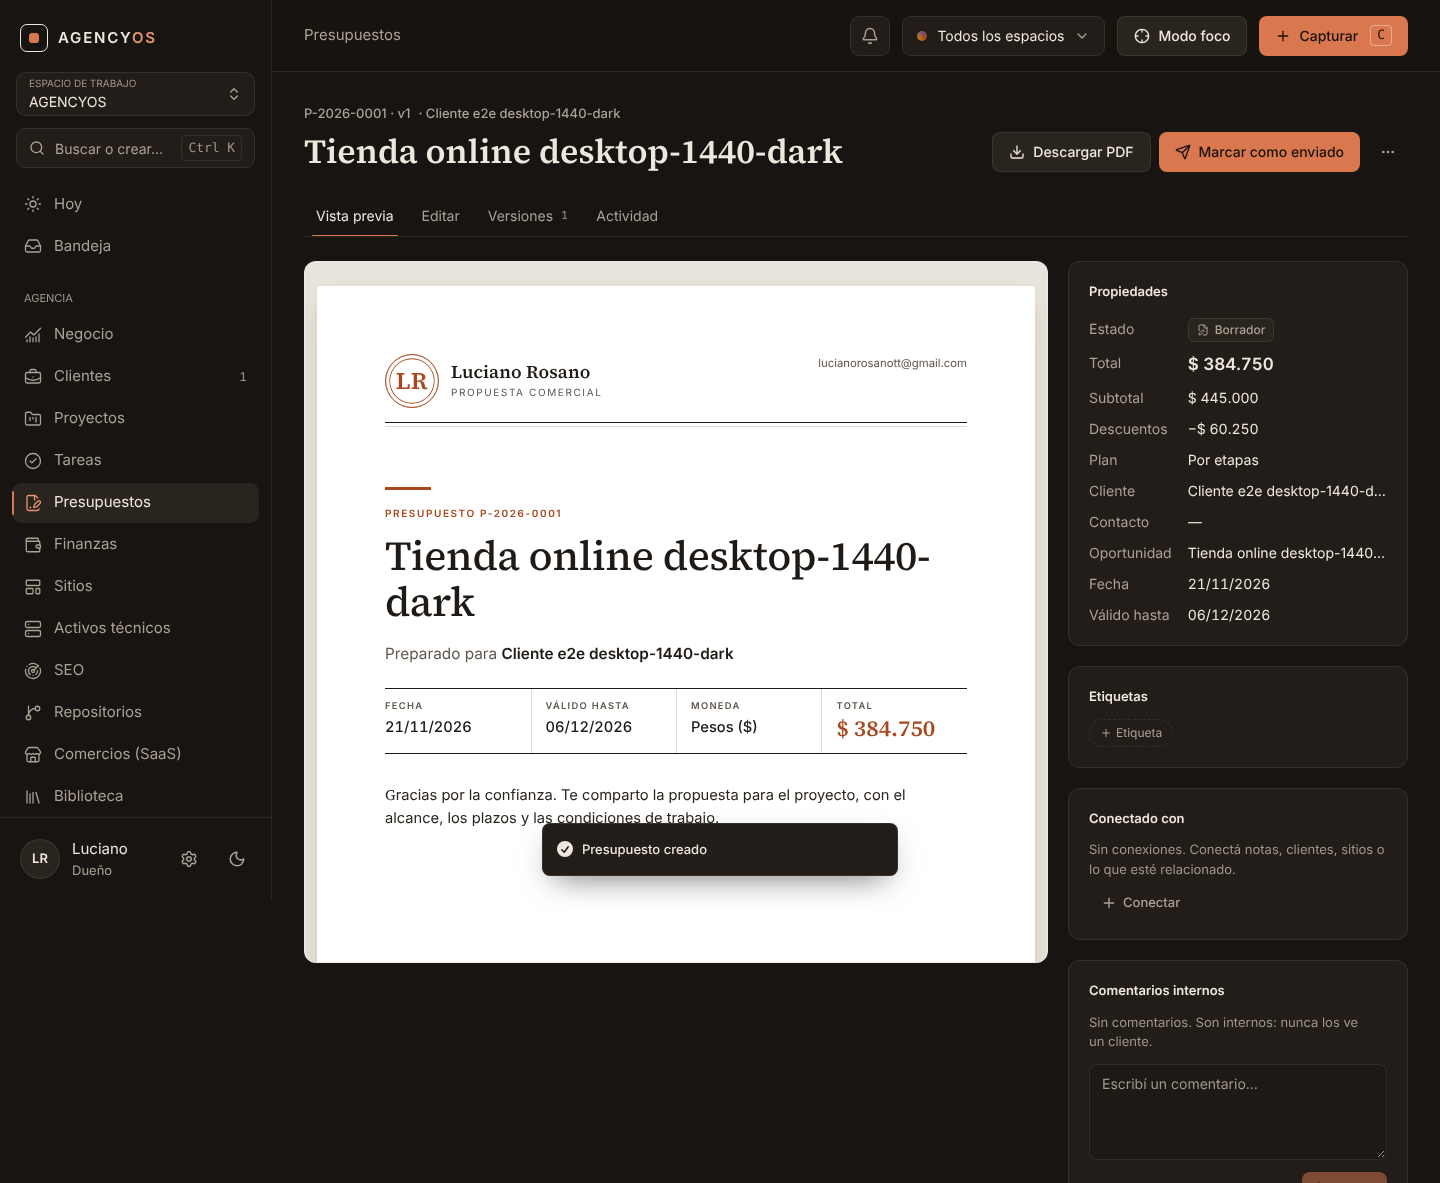 AGENCYOS
ESPACIO DE TRABAJO
AGENCYOS
Buscar o crear... Ctrl K
Hoy
Bandeja
AGENCIA
Negocio
Clientes 1
Proyectos
Tareas
Presupuestos
Finanzas
Sitios
Activos técnicos
SEO
Repositorios
Comercios (SaaS)
Biblioteca
LR
Luciano
Dueño
Presupuestos
Todos los espacios
Modo foco
Capturar C
P-2026-0001 · v1 · Cliente e2e desktop-1440-dark
Tienda online desktop-1440-dark
Descargar PDF
Marcar como enviado
Vista previa
Editar
Versiones 1
Actividad
LR
Luciano Rosano
PROPUESTA COMERCIAL
lucianorosanott@gmail.com
PRESUPUESTO P-2026-0001
Tienda online desktop-1440-
dark
Preparado para Cliente e2e desktop-1440-dark
FECHA
21/11/2026
VÁLIDO HASTA
06/12/2026
MONEDA
Pesos ($)
TOTAL
$ 384.750
Gracias por la confianza. Te comparto la propuesta para el proyecto, con el
alcance, los plazos y las condiciones de trabajo.
Presupuesto creado
Propiedades
Estado Borrador
Total $ 384.750
Subtotal $ 445.000
Descuentos −$ 60.250
Plan Por etapas
Cliente Cliente e2e desktop-1440-d...
Contacto —
Oportunidad Tienda online desktop-1440...
Fecha 21/11/2026
Válido hasta 06/12/2026
Etiquetas
+ Etiqueta
Conectado con
Sin conexiones. Conectá notas, clientes, sitios o
lo que esté relacionado.
+ Conectar
Comentarios internos
Sin comentarios. Son internos: nunca los ve
un cliente.
Escribí un comentario...